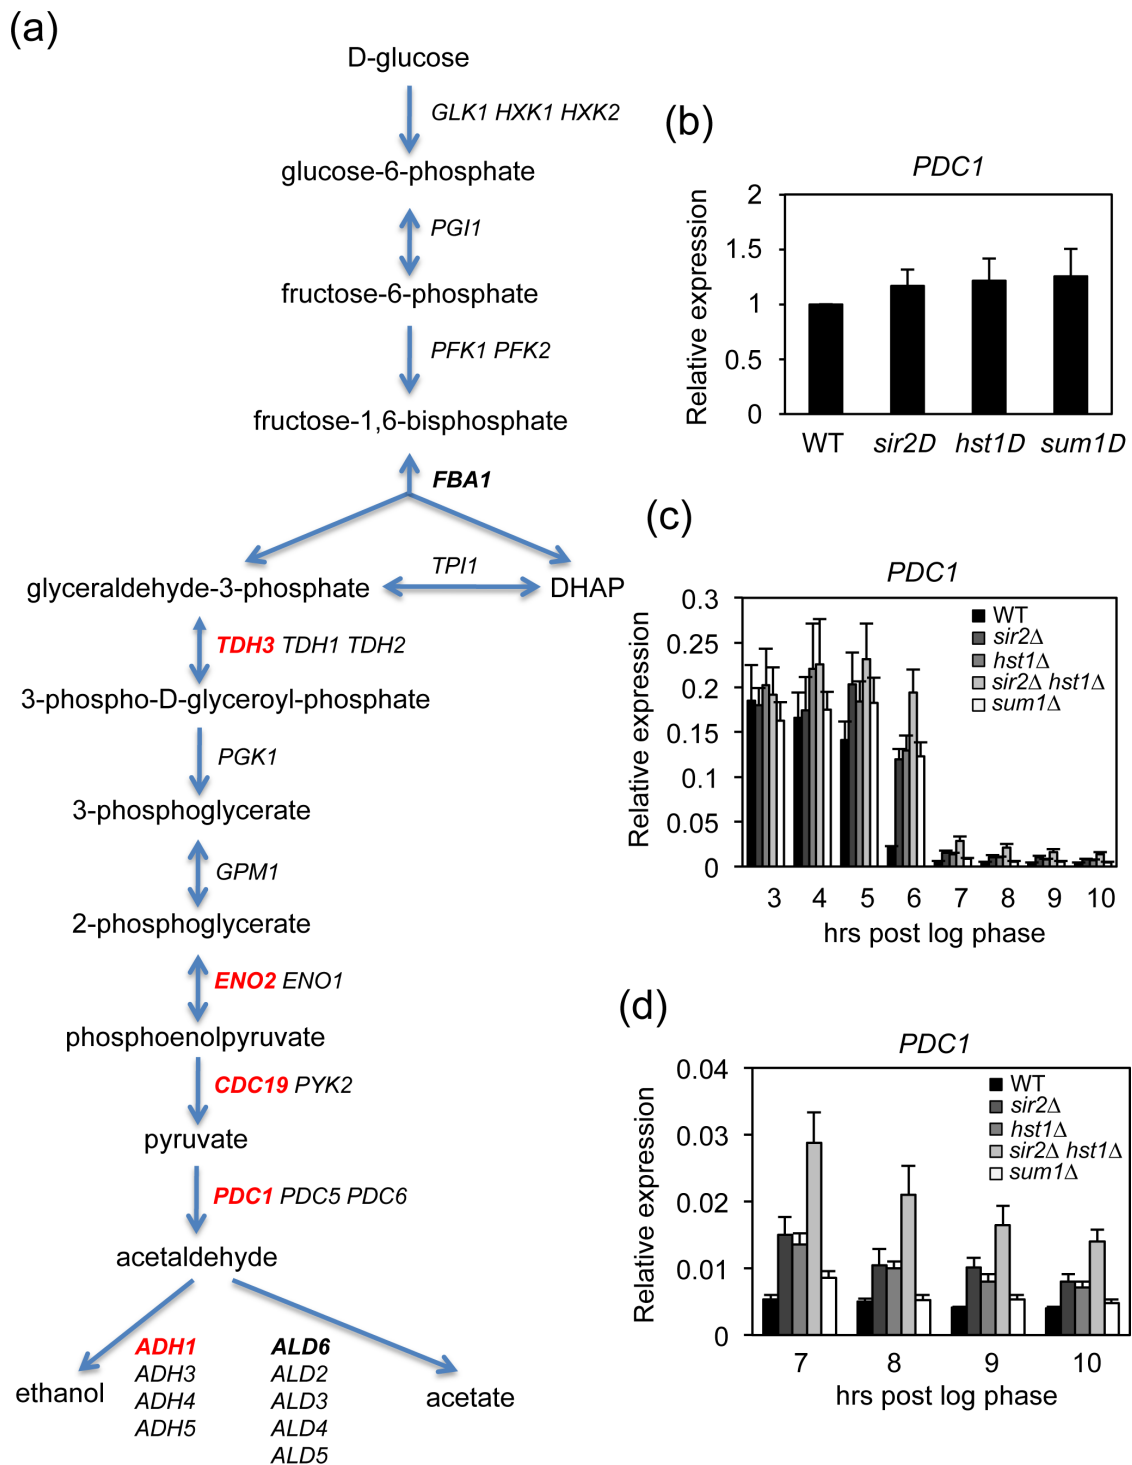 (a)
D-glucose
GLK1 HXK1 HXK2
glucose-6-phosphate
PGI1
fructose-6-phosphate
PFK1 PFK2
fructose-1,6-bisphosphate
FBA1
TPI1
glyceraldehyde-3-phosphate
DHAP
TDH3 TDH1 TDH2
3-phospho-D-glyceroyl-phosphate
PGK1
3-phosphoglycerate
GPM1
2-phosphoglycerate
ENO2 ENO1
phosphoenolpyruvate
CDC19 PYK2
pyruvate
PDC1 PDC5 PDC6
acetaldehyde
ADH1
ADH3
ADH4
ADH5
ALD6
ALD2
ALD3
ALD4
ALD5
ethanol
acetate
(b)
PDC1
Relative expression
2
1.5
1
0.5
0
WT sir2D hst1D sum1D
(c)
PDC1
Relative expression
0.3
0.25
0.2
0.15
0.1
0.05
0
WT
sir2Δ
hst1Δ
sir2Δ hst1Δ
sum1Δ
3 4 5 6 7 8 9 10
hrs post log phase
(d)
PDC1
Relative expression
0.04
0.03
0.02
0.01
0
WT
sir2Δ
hst1Δ
sir2Δ hst1Δ
sum1Δ
7 8 9 10
hrs post log phase